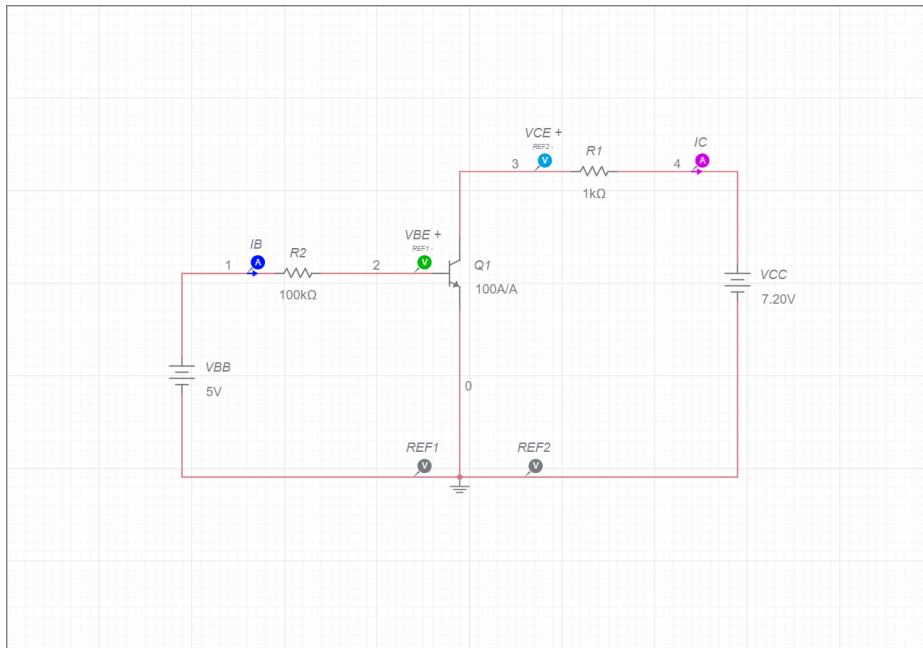 VCE +
REF2 -
V
3
R1
1kΩ
4
IC
A
VBE +
REF1 -
V
IB
A
1
R2
100kΩ
2
Q1
100A/A
VCC
7.20V
VBB
5V
0
REF1
V
REF2
V